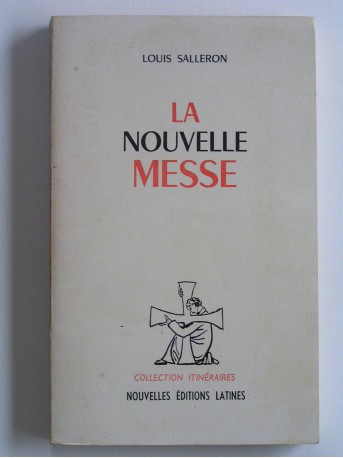 LOUIS SALLERON
LA
NOUVELLE
MESSE
COLLECTION ITINÉRAIRES
NOUVELLES ÉDITIONS LATINES